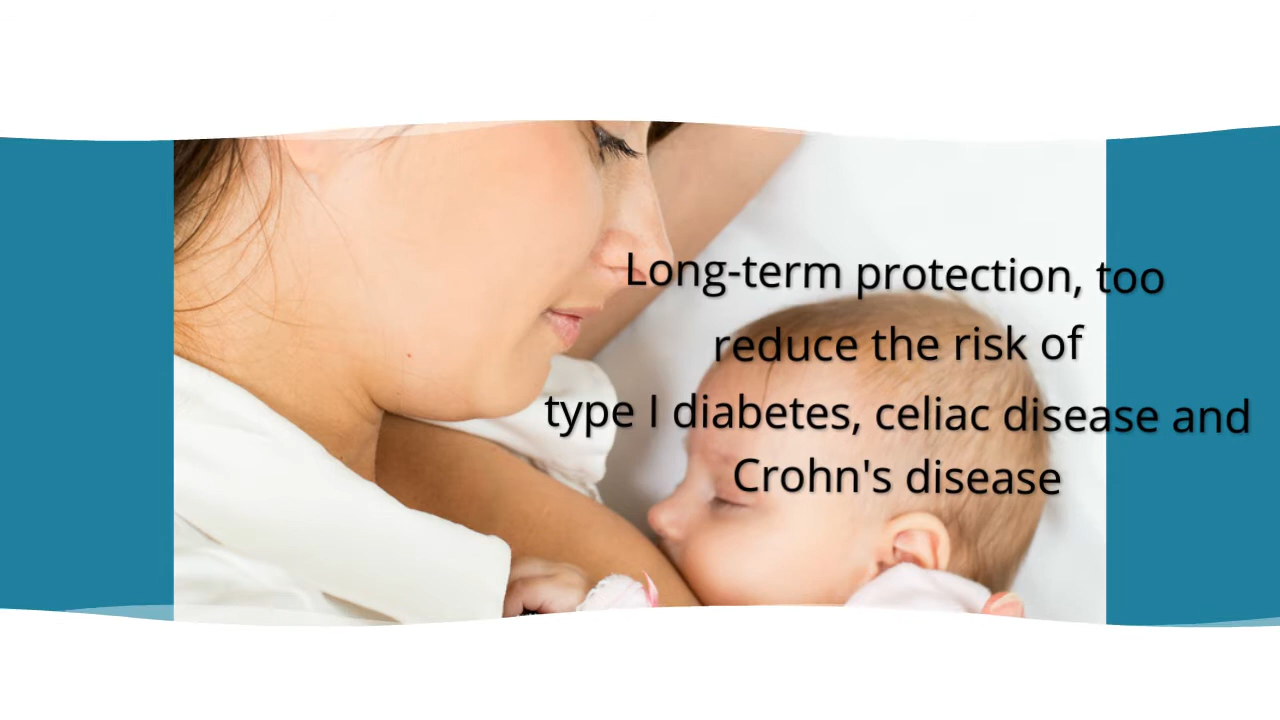 Long-term protection, too
reduce the risk of
type I diabetes, celiac disease and
Crohn's disease